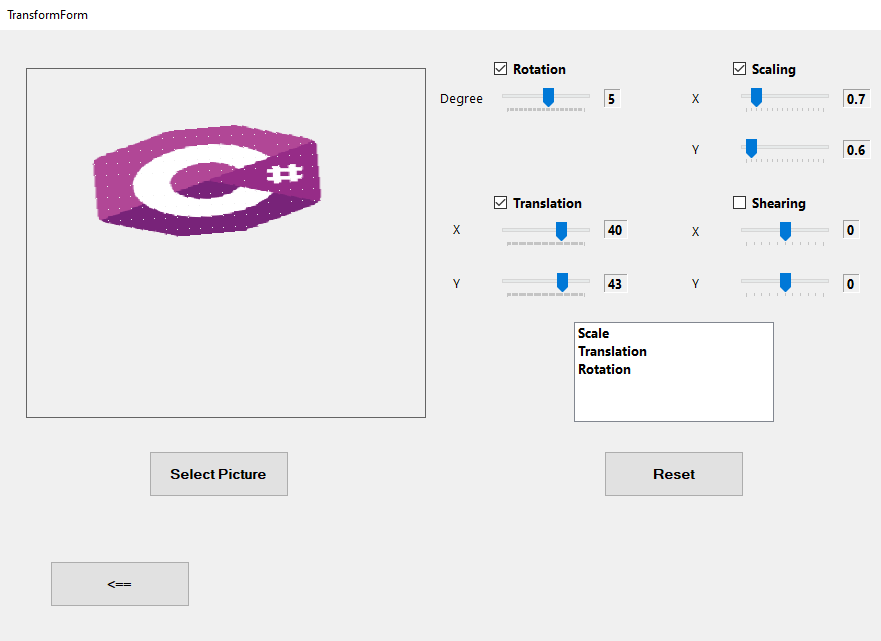 TransformForm
Rotation
Degree 5
Scaling
X 0.7
Y 0.6
Translation
X 40
Y 43
Shearing
X 0
Y 0
C#
Scale
Translation
Rotation
Select Picture
Reset
<==